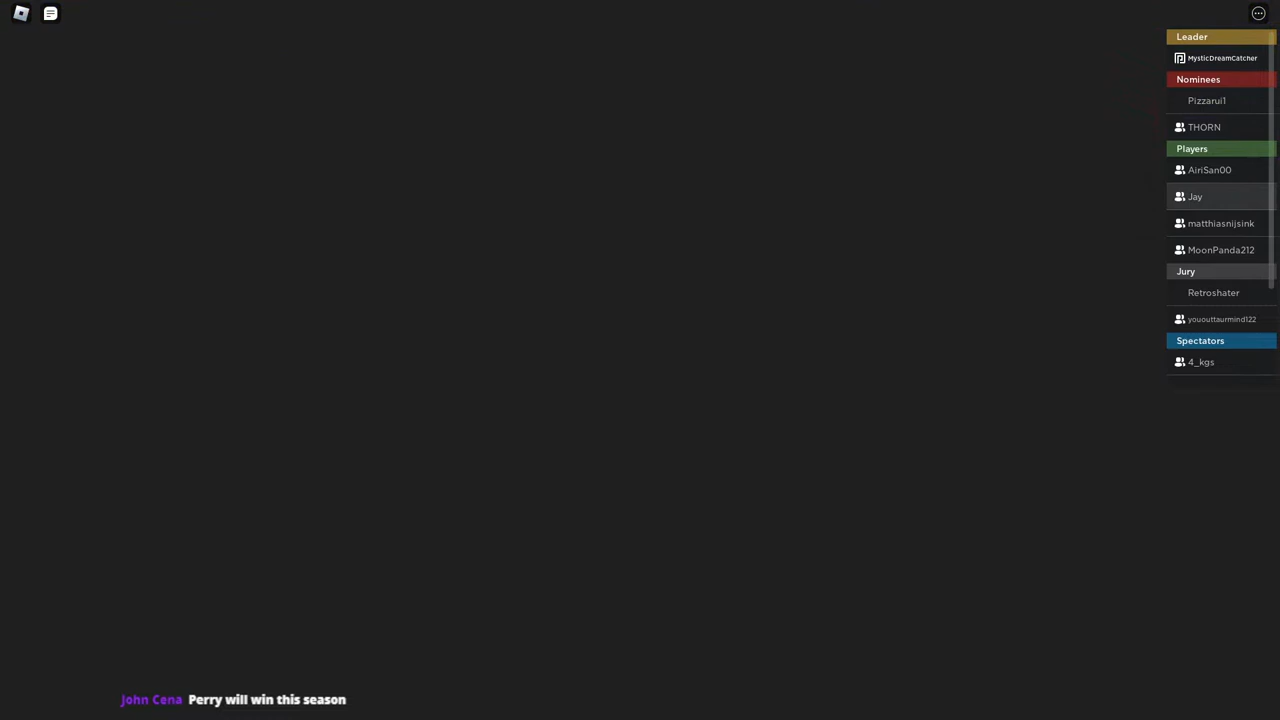 Leader
MysticDreamCatcher
Nominees
Pizzarui1
THORN
Players
AiriSan00
Jay
matthiasnijsink
MoonPanda212
Jury
Retroshater
yououttaurmind122
Spectators
4_kgs
John Cena Perry will win this season